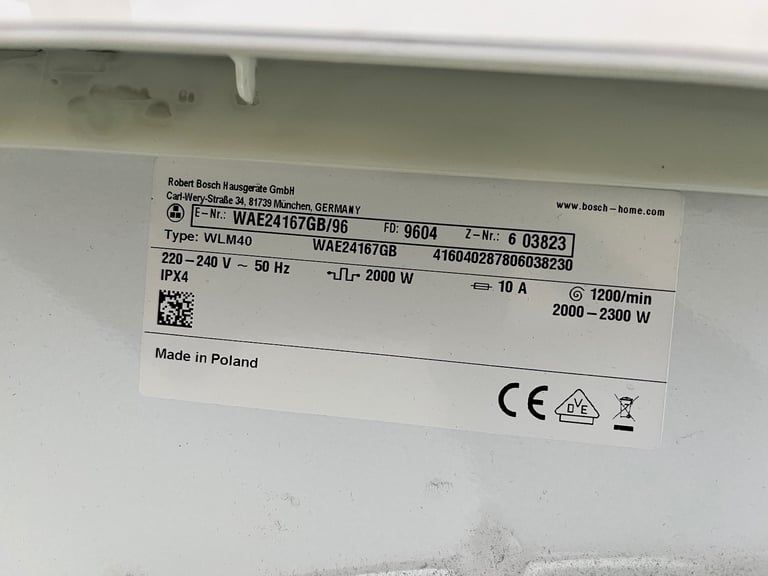 Robert Bosch Hausgeräte GmbH
Carl-Wery-Straße 34, 81739 München, GERMANY
www.bosch-home.com
E-Nr.: WAE24167GB/96 FD: 9604 Z-Nr.: 6 03823
Type: WLM40 WAE24167GB 416040287806038230
220-240 V ~ 50 Hz 2000 W 10 A 1200/min
IPX4 2000-2300 W
Made in Poland
CE DVE